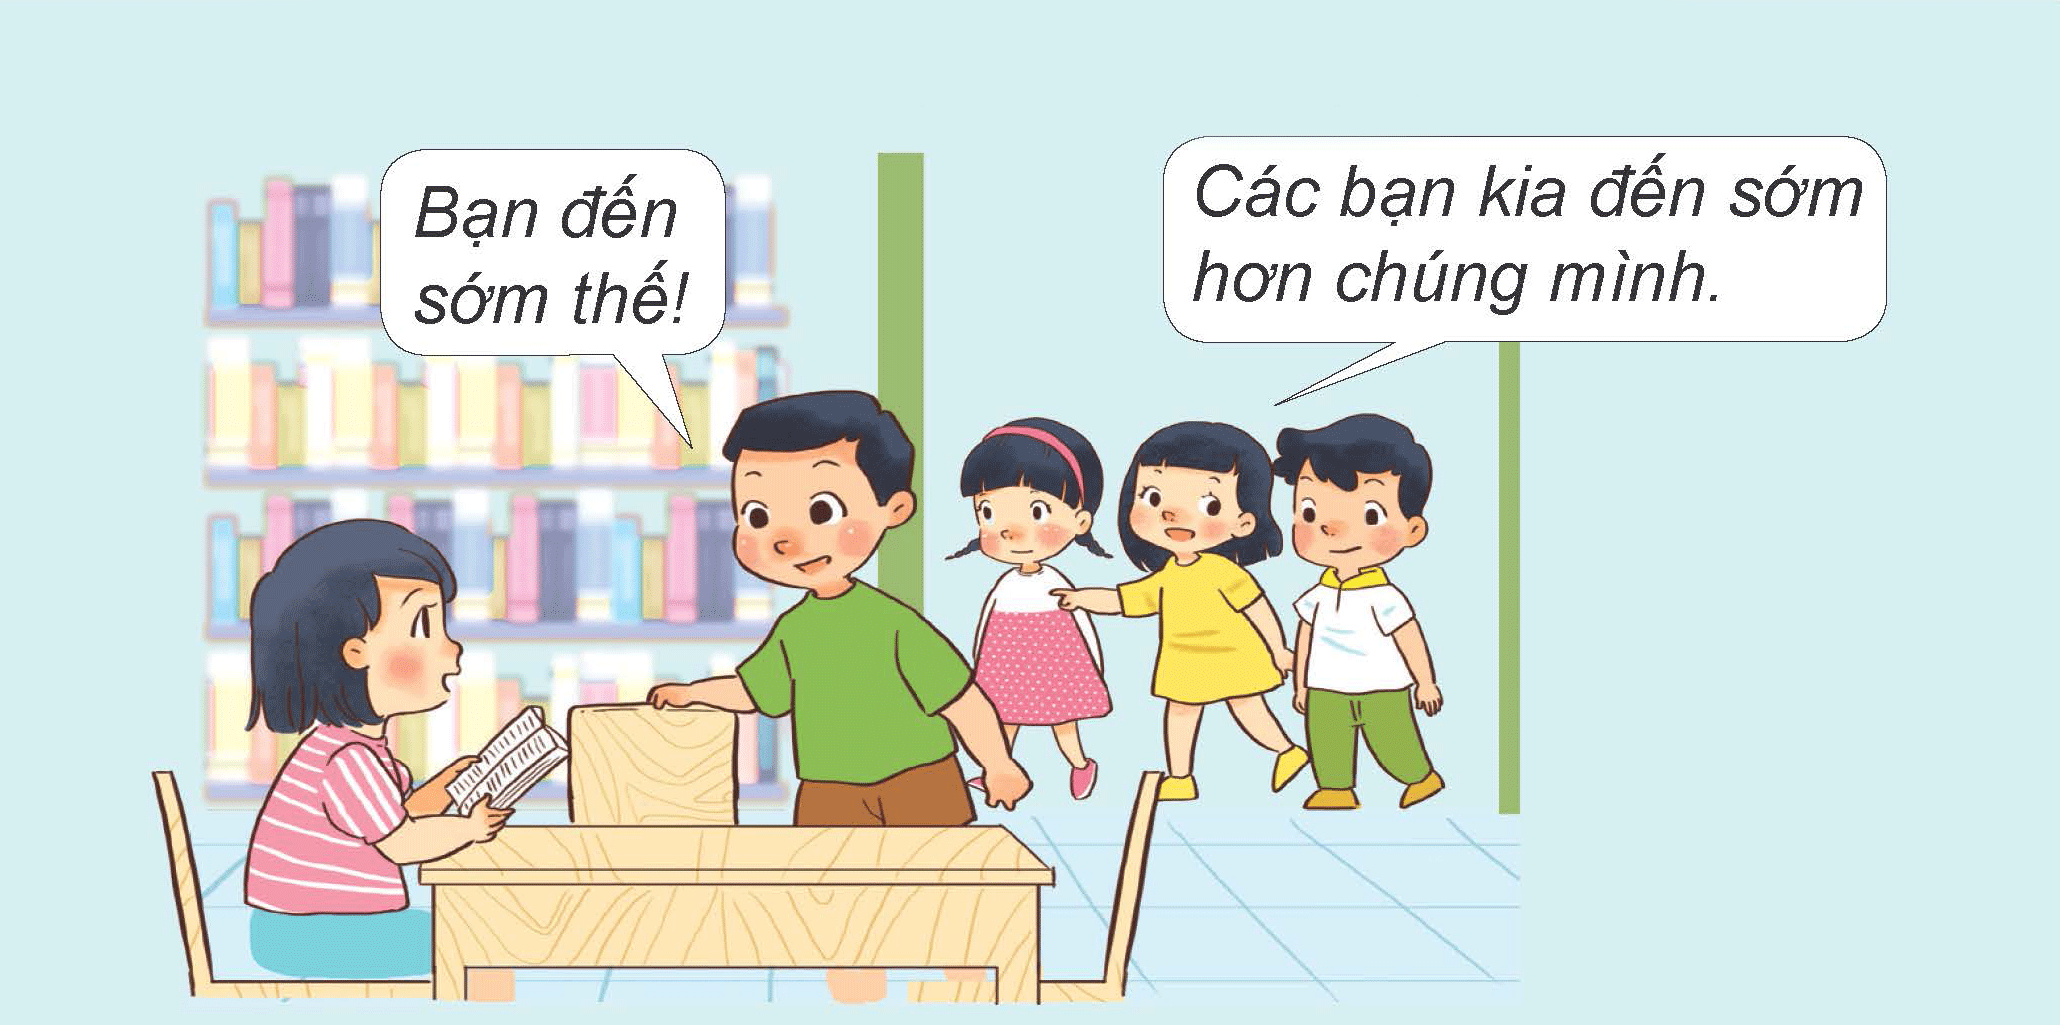 Bạn đến
sớm thế!
Các bạn kia đến sớm
hơn chúng mình.